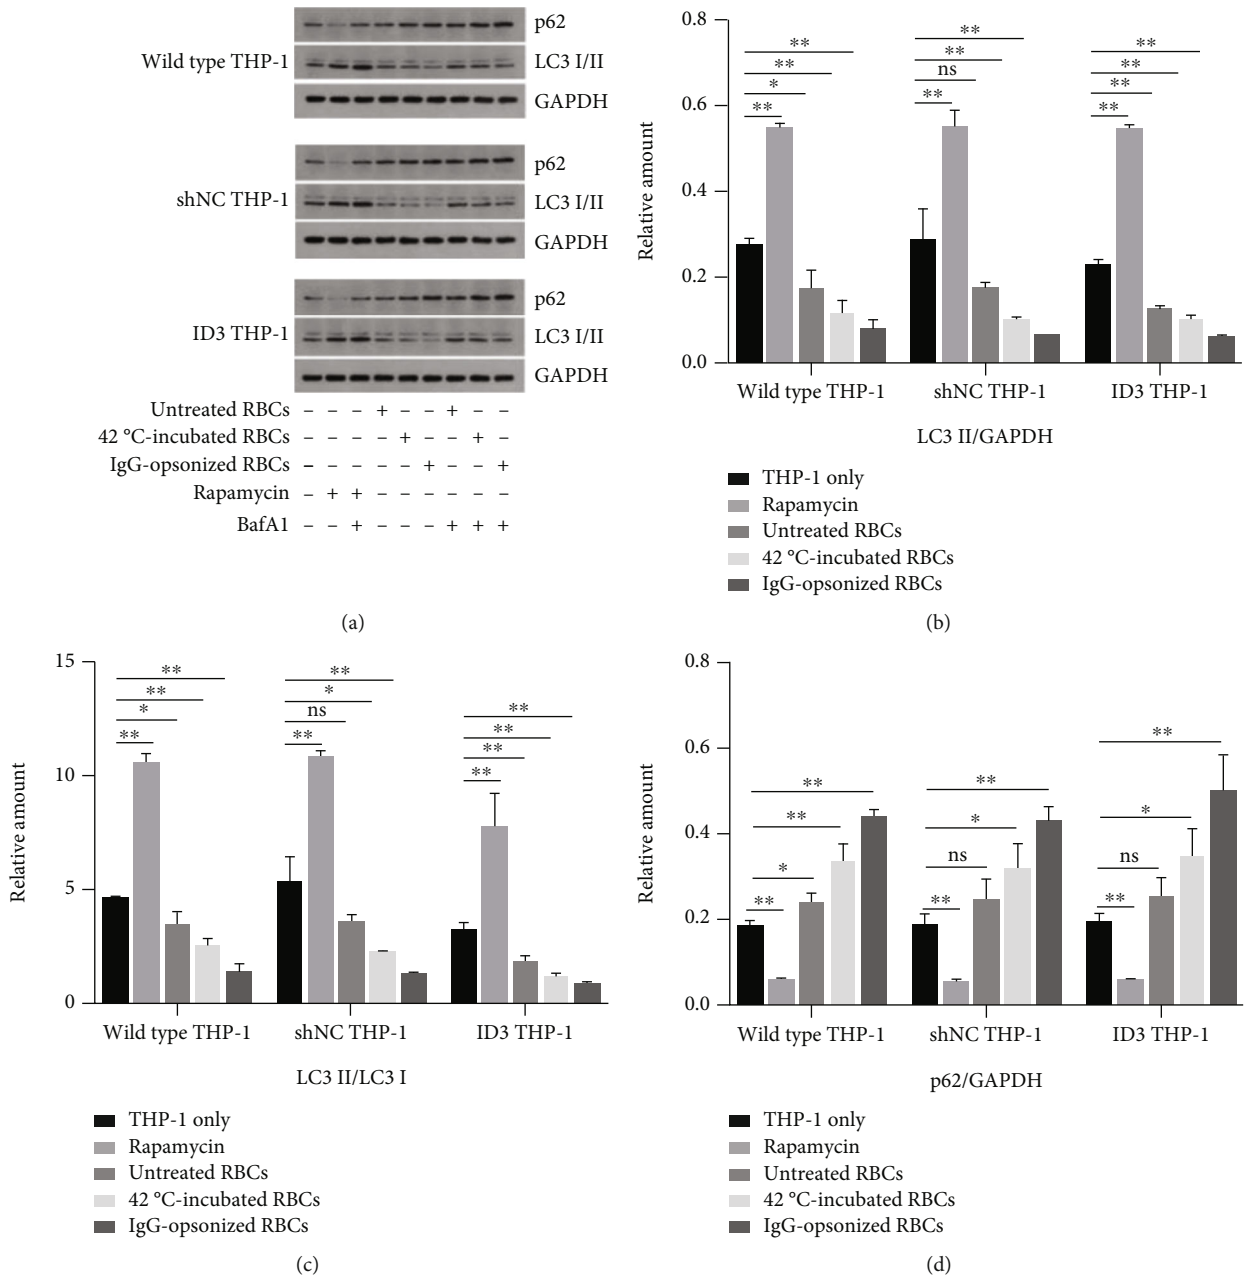 p62
Wild type THP-1
LC3 I/II
GAPDH
p62
shNC THP-1
LC3 I/II
GAPDH
p62
ID3 THP-1
LC3 I/II
GAPDH
Untreated RBCs – – – + – – + – –
42 °C-incubated RBCs – – – – + – – + –
IgG-opsonized RBCs – – – – – + – – +
Rapamycin – + + – – – – – –
BafA1 – – + – – – + + +
(a)
Relative amount
0.8
0.6
0.4
0.2
0.0
** ** * **
** ** ns **
** ** ** **
Wild type THP-1 shNC THP-1 ID3 THP-1
LC3 II/GAPDH
THP-1 only
Rapamycin
Untreated RBCs
42 °C-incubated RBCs
IgG-opsonized RBCs
(b)
Relative amount
15
10
5
0
** ** * **
** * ns **
** ** ** **
Wild type THP-1 shNC THP-1 ID3 THP-1
LC3 II/LC3 I
THP-1 only
Rapamycin
Untreated RBCs
42 °C-incubated RBCs
IgG-opsonized RBCs
(c)
Relative amount
0.8
0.6
0.4
0.2
0.0
** ** * **
** * ns **
** * ns **
Wild type THP-1 shNC THP-1 ID3 THP-1
p62/GAPDH
THP-1 only
Rapamycin
Untreated RBCs
42 °C-incubated RBCs
IgG-opsonized RBCs
(d)